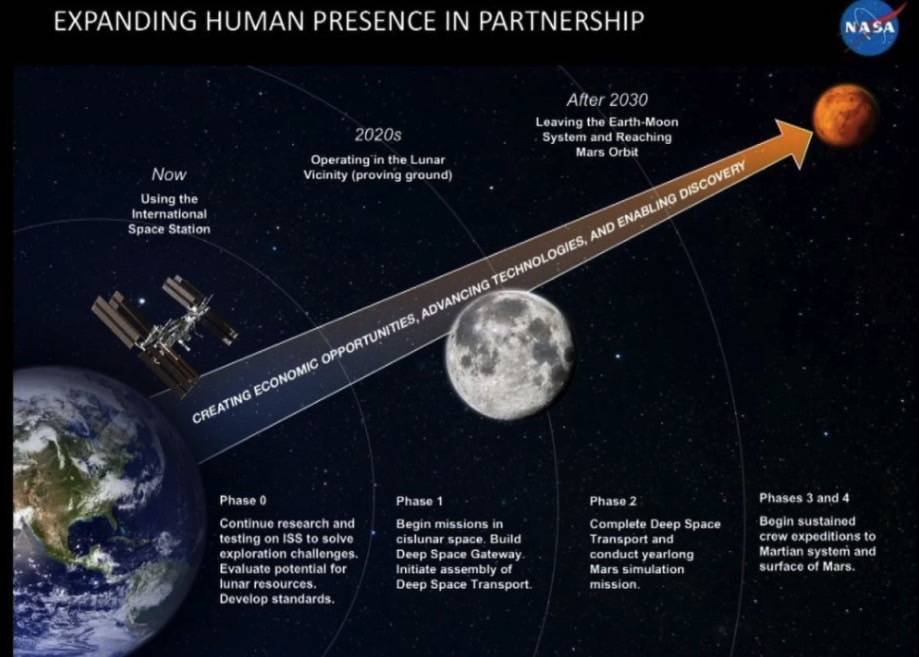 EXPANDING HUMAN PRESENCE IN PARTNERSHIP
NASA
Now
Using the
International
Space Station
2020s
Operating in the Lunar
Vicinity (proving ground)
After 2030
Leaving the Earth-Moon
System and Reaching
Mars Orbit
CREATING ECONOMIC OPPORTUNITIES, ADVANCING TECHNOLOGIES, AND ENABLING DISCOVERY
Phase 0
Continue research and
testing on ISS to solve
exploration challenges.
Evaluate potential for
lunar resources.
Develop standards.
Phase 1
Begin missions in
cislunar space. Build
Deep Space Gateway.
Initiate assembly of
Deep Space Transport.
Phase 2
Complete Deep Space
Transport and
conduct yearlong
Mars simulation
mission.
Phases 3 and 4
Begin sustained
crew expeditions to
Martian system and
surface of Mars.